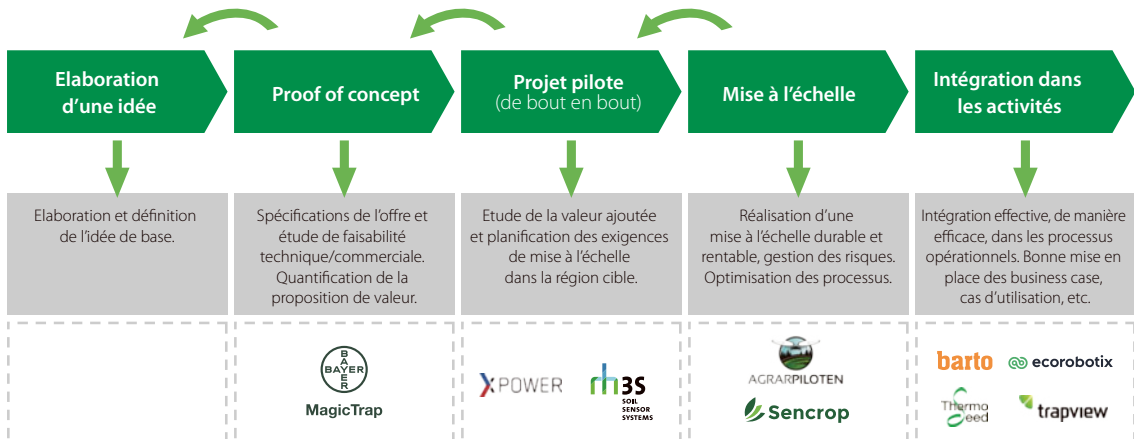 Elaboration
d'une idée
Proof of concept
Projet pilote
(de bout en bout)
Mise à l'échelle
Intégration dans
les activités
Elaboration et définition
de l'idée de base.
Spécifications de l'offre et
étude de faisabilité
technique/commerciale.
Quantification de la
proposition de valeur.
Etude de la valeur ajoutée
et planification des exigences
de mise à l'échelle
dans la région cible.
Réalisation d'une
mise à l'échelle durable et
rentable, gestion des risques.
Optimisation des processus.
Intégration effective, de manière
efficace, dans les processus
opérationnels. Bonne mise en
place des business case,
cas d'utilisation, etc.
BAYER
BAYER
MagicTrap
XPOWER
rh3S
SOIL
SENSOR
SYSTEMS
AGRARPILOTEN
Sencrop
barto
ecorobotix
Thermo
Seed
trapview